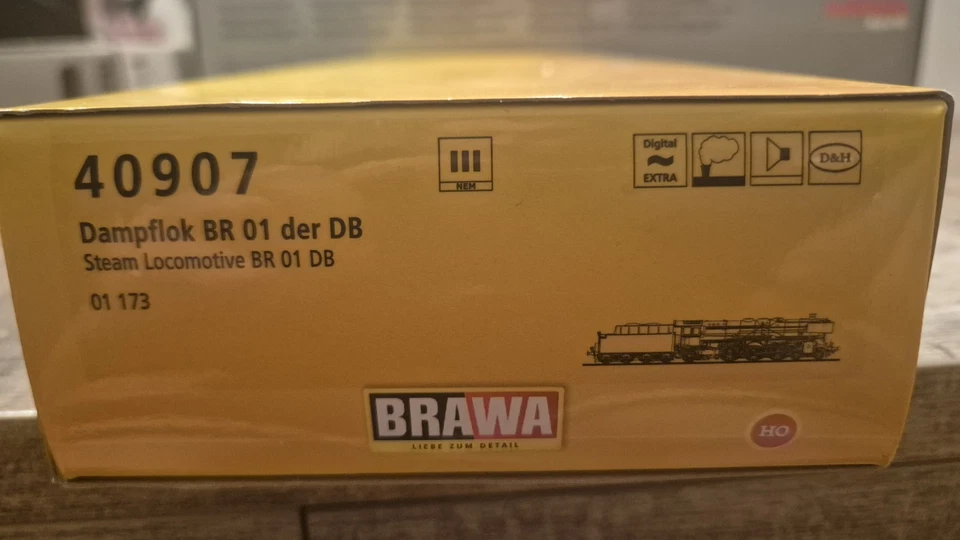 40907
III
NEM
Digital
EXTRA
D&H
Dampflok BR 01 der DB
Steam Locomotive BR 01 DB
01 173
BRAWA
LIEBE ZUM DETAIL
HO